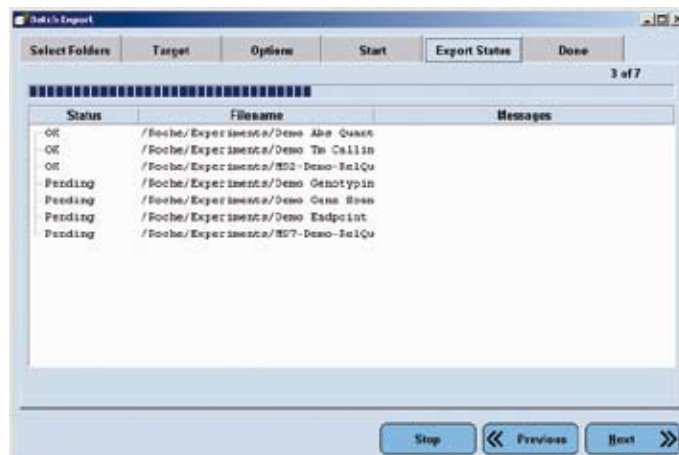 Batch Export
Select Folders Target Options Start Export Status Done
3 of 7
Status Filename Messages
OK /Roche/Experiments/Demo Abs Quant
OK /Roche/Experiments/Demo Tm Callin
OK /Roche/Experiments/MS2-Demo-RelQu
Pending /Roche/Experiments/Demo Genotypin
Pending /Roche/Experiments/Demo Gene Scan
Pending /Roche/Experiments/Demo Endpoint
Pending /Roche/Experiments/MS7-Demo-RelQu
Stop Previous Next